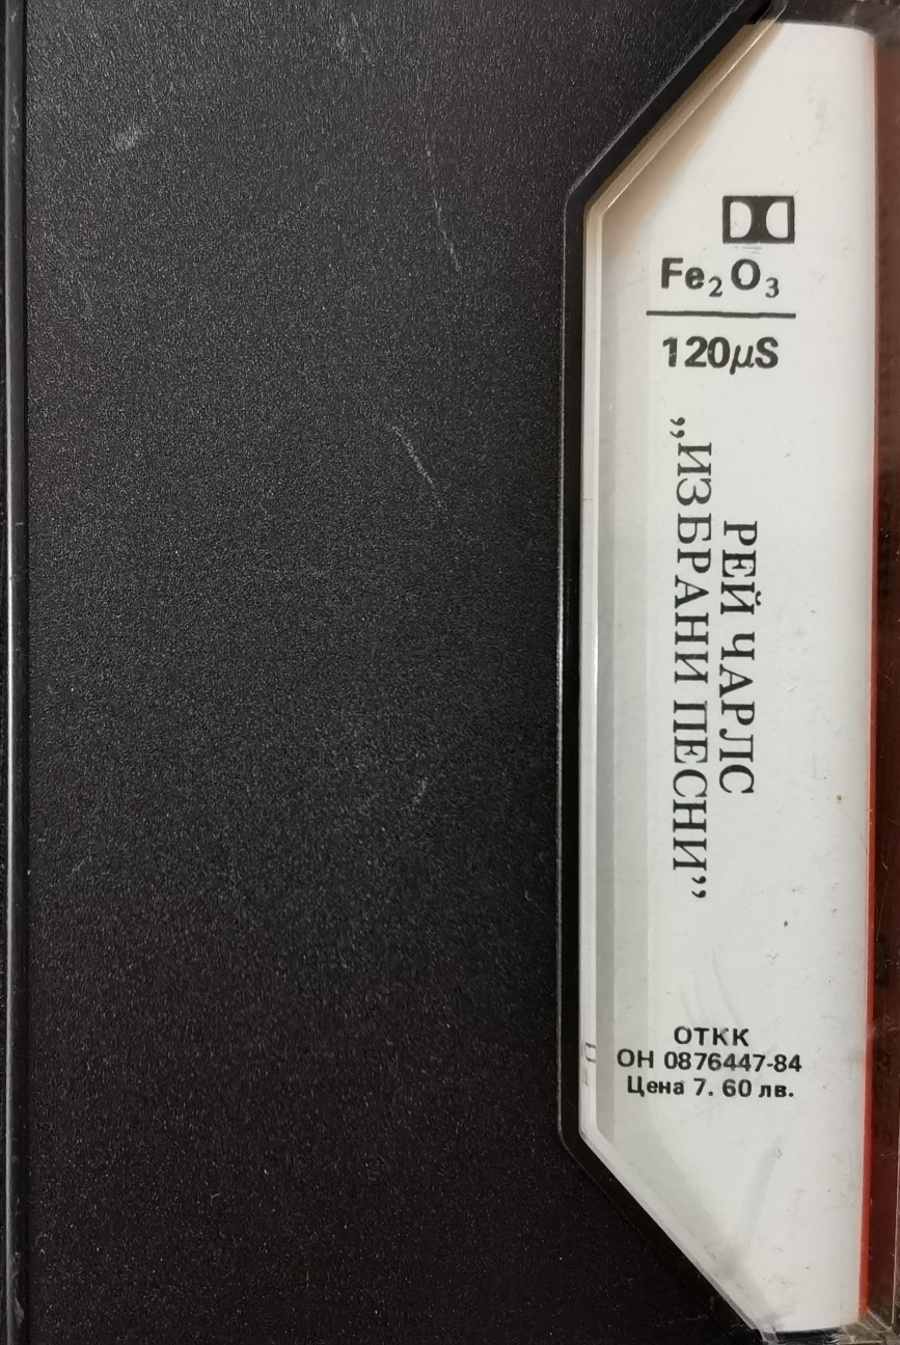 Fe₂O₃
120μS
РЕЙ ЧАРЛС
„ИЗБРАНИ ПЕСНИ”
ОТКК
ОН 0876447-84
Цена 7. 60 лв.